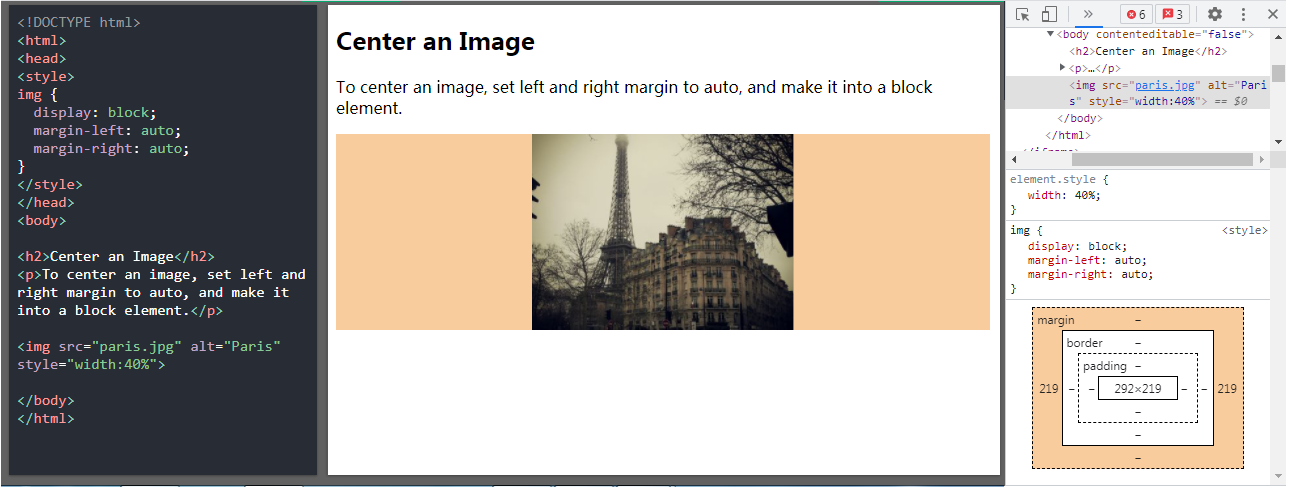 <!DOCTYPE html>
<html>
<head>
<style>
img {
  display: block;
  margin-left: auto;
  margin-right: auto;
}
</style>
</head>
<body>
<h2>Center an Image</h2>
<p>To center an image, set left and
right margin to auto, and make it
into a block element.</p>
<img src="paris.jpg" alt="Paris"
style="width:40%">
</body>
</html>
Center an Image
To center an image, set left and right margin to auto, and make it into a block
element.
6
3
<body contenteditable="false">
<h2>Center an Image</h2>
<p>…</p>
<img src="paris.jpg" alt="Pari
s" style="width:40%"> == $0
</body>
</html>
element.style {
width: 40%;
}
img {
<style>
display: block;
margin-left: auto;
margin-right: auto;
}
margin –
border –
padding –
219 – – 292×219 – – 219
–
–
–